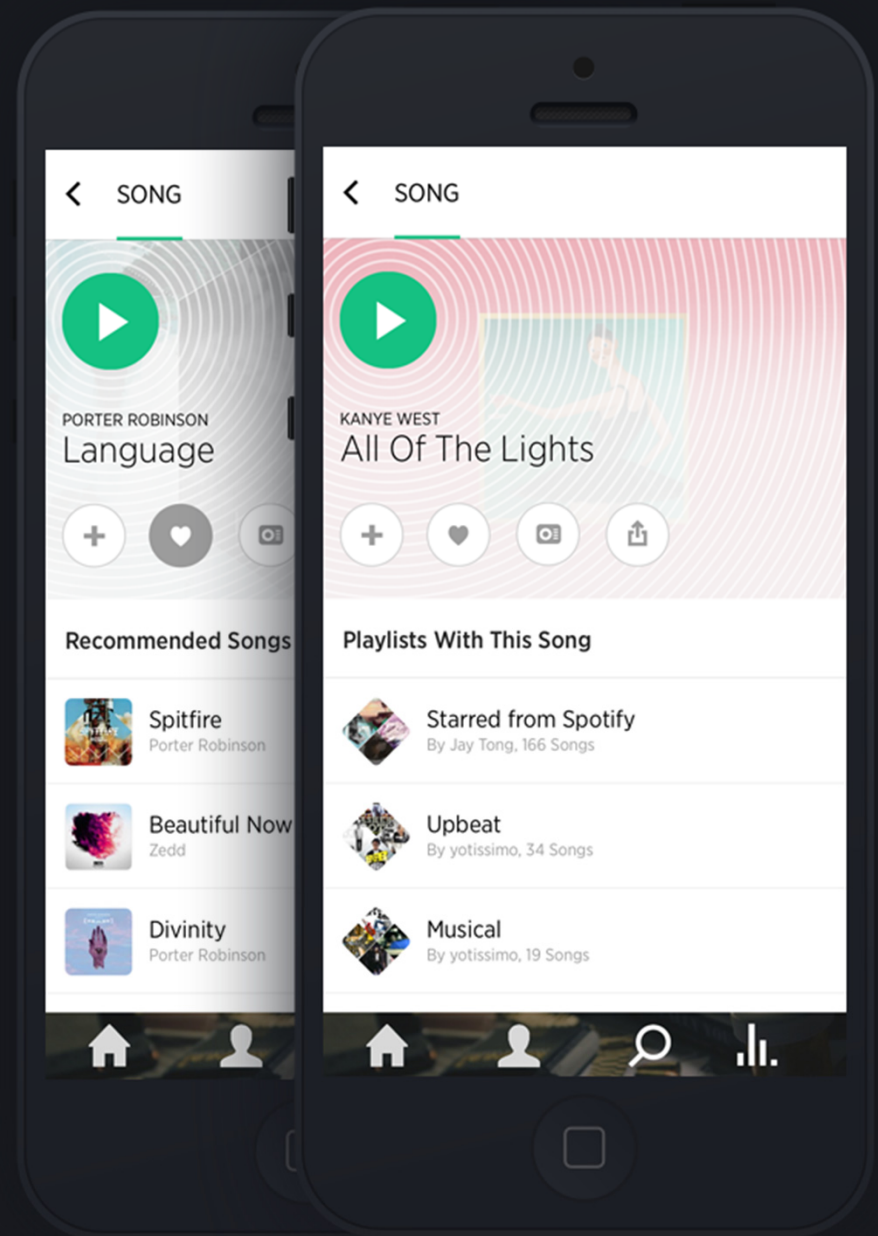 SONG
PORTER ROBINSON
Language
Recommended Songs
Spitfire
Porter Robinson
Beautiful Now
Zedd
Divinity
Porter Robinson
SONG
KANYE WEST
All Of The Lights
Playlists With This Song
Starred from Spotify
By Jay Tong, 166 Songs
Upbeat
By yotissimo, 34 Songs
Musical
By yotissimo, 19 Songs